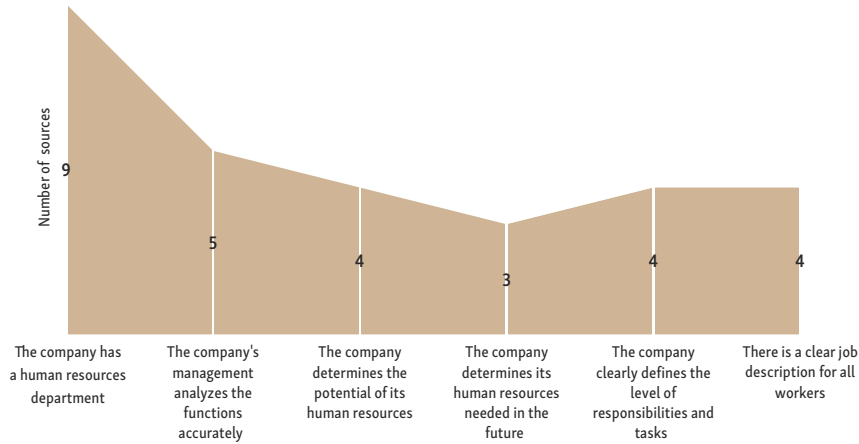 Number of sources
9
5
4
3
4
4
The company has
a human resources
department
The company's
management
analyzes the
functions
accurately
The company
determines the
potential of its
human resources
The company
determines its
human resources
needed in the
future
The company
clearly defines the
level of
responsibilities and
tasks
There is a clear job
description for all
workers